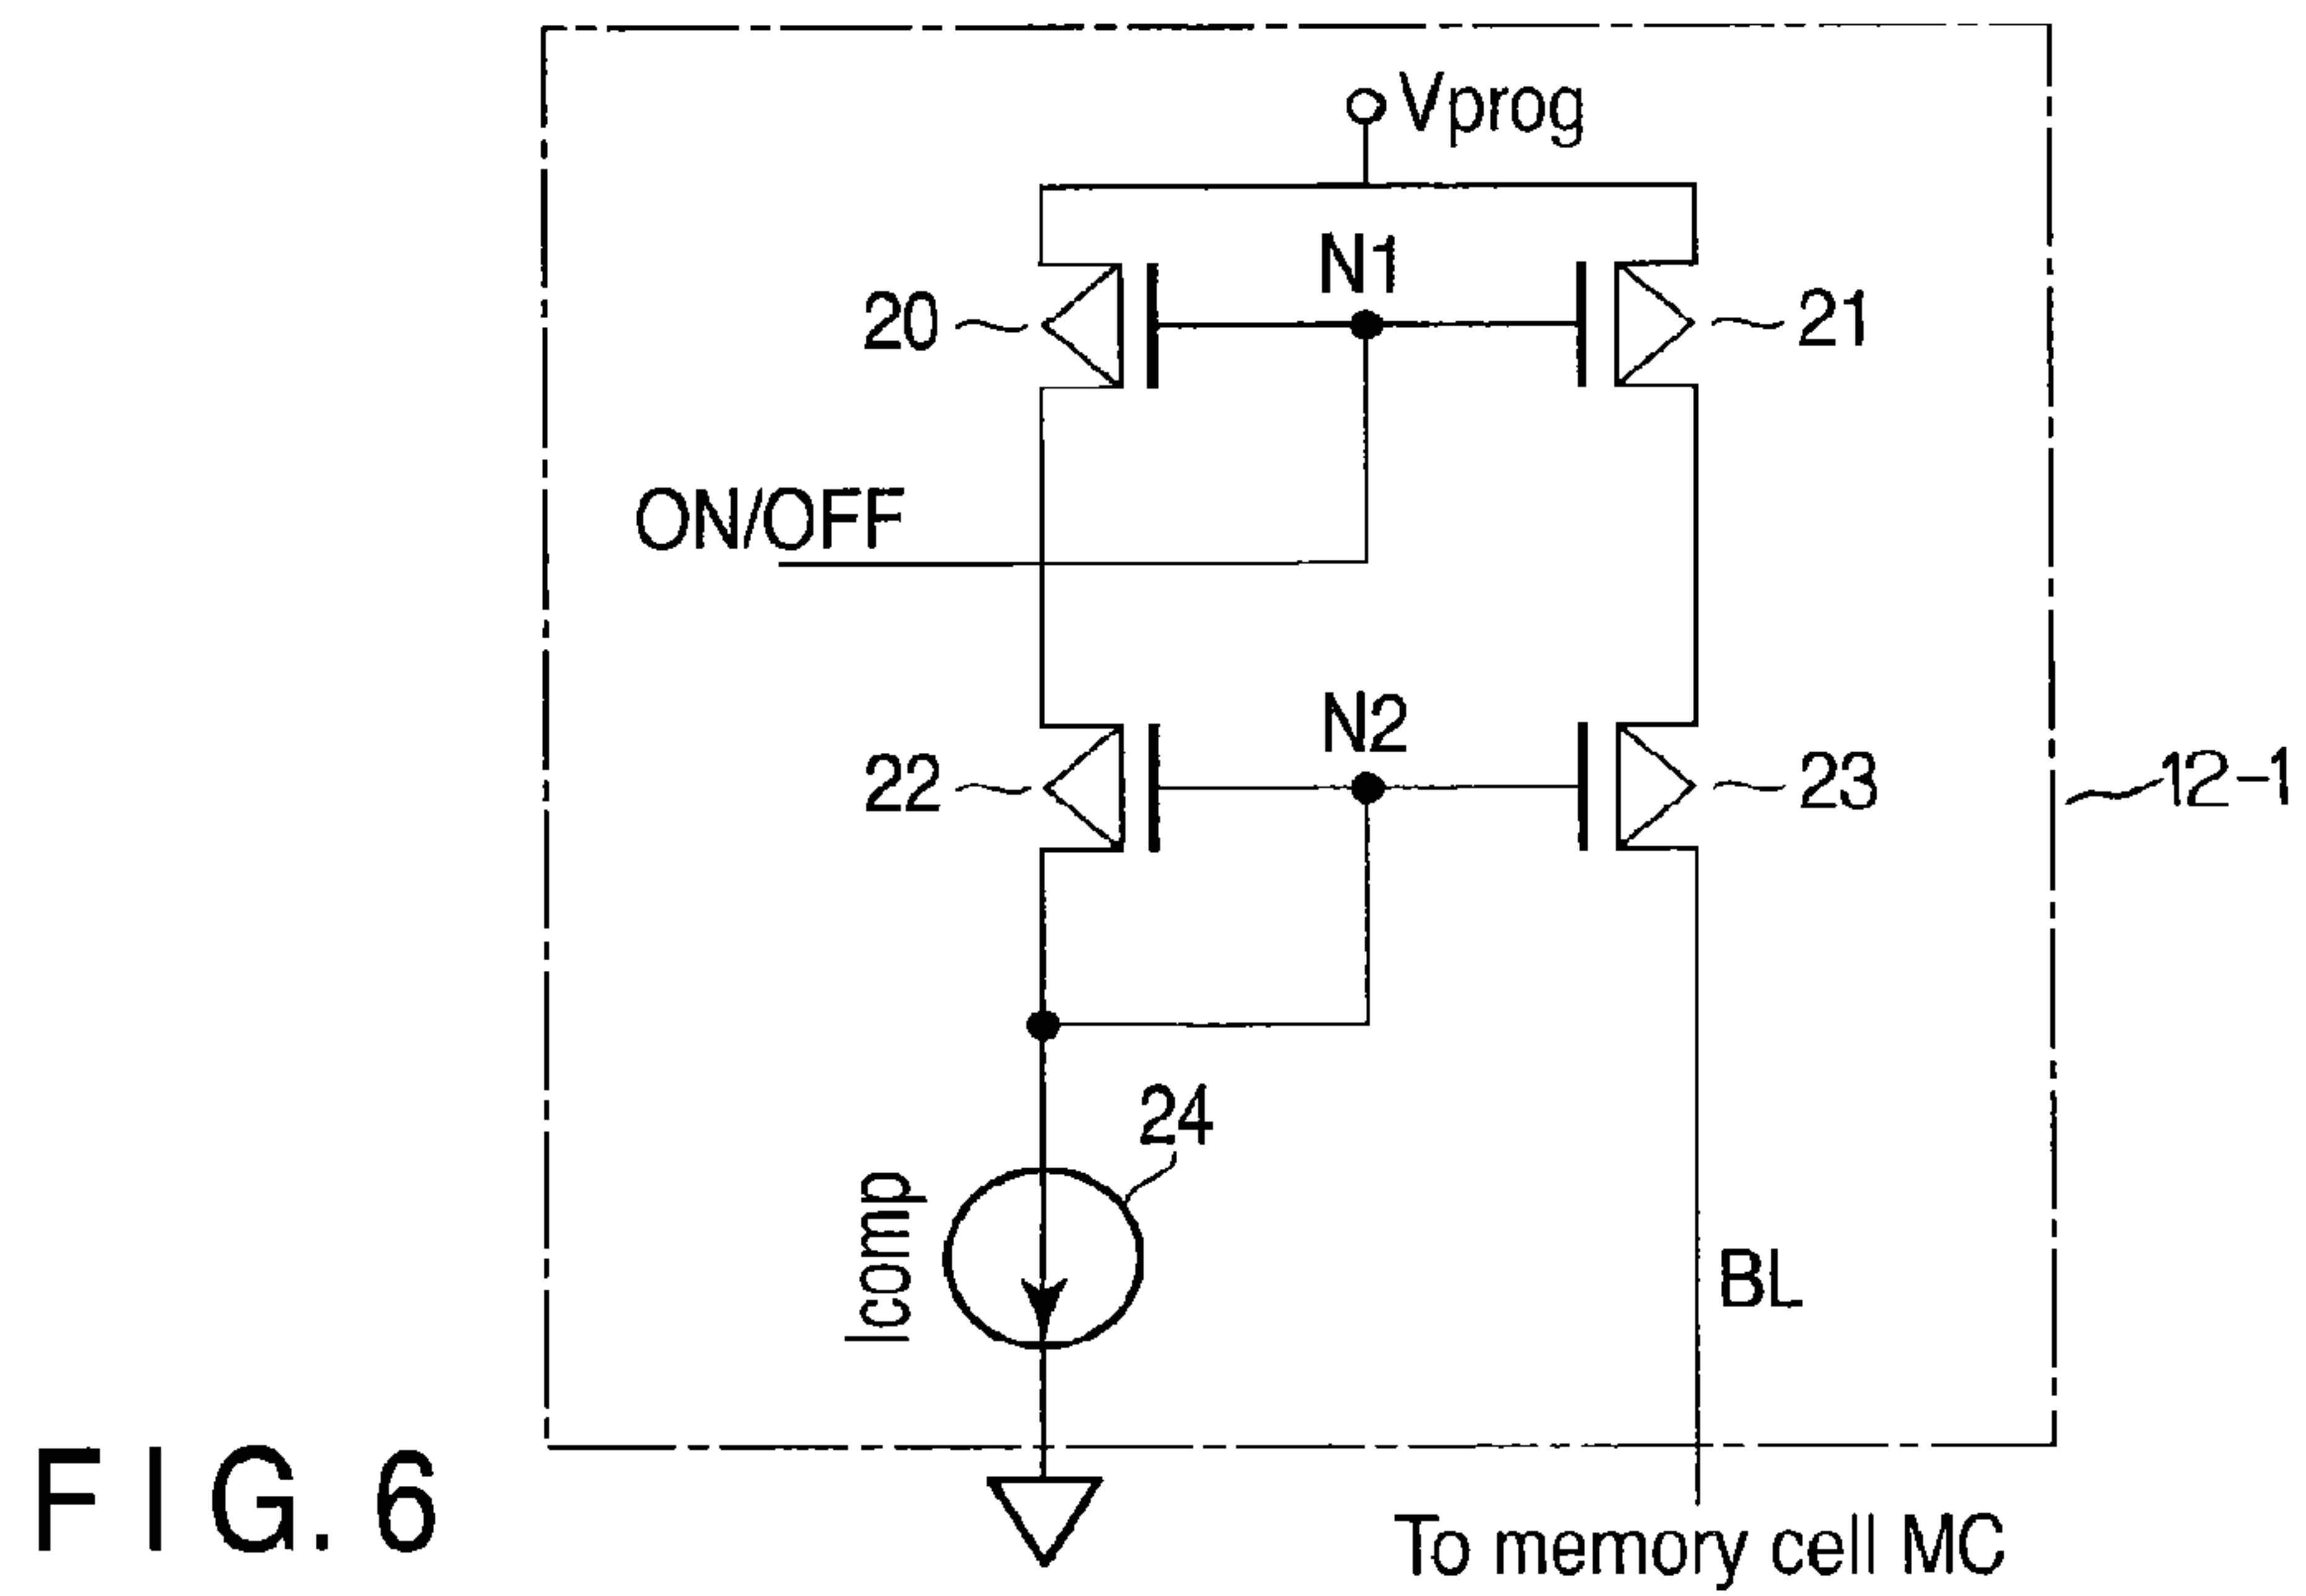 Vprog
N1
20
21
ON/OFF
N2
22
23
12-1
24
Icomp
BL
FIG. 6
To memory cell MC